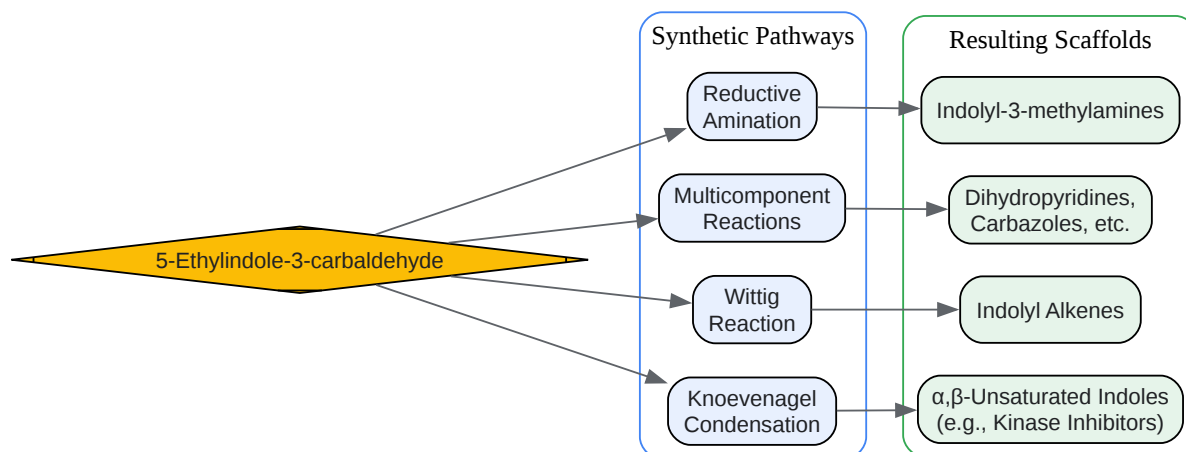 Synthetic Pathways
Resulting Scaffolds
Reductive
Amination
Indolyl-3-methylamines
Multicomponent
Reactions
Dihydropyridines,
Carbazoles, etc.
5-Ethylindole-3-carbaldehyde
Wittig
Reaction
Indolyl Alkenes
Knoevenagel
Condensation
α,β-Unsaturated Indoles
(e.g., Kinase Inhibitors)